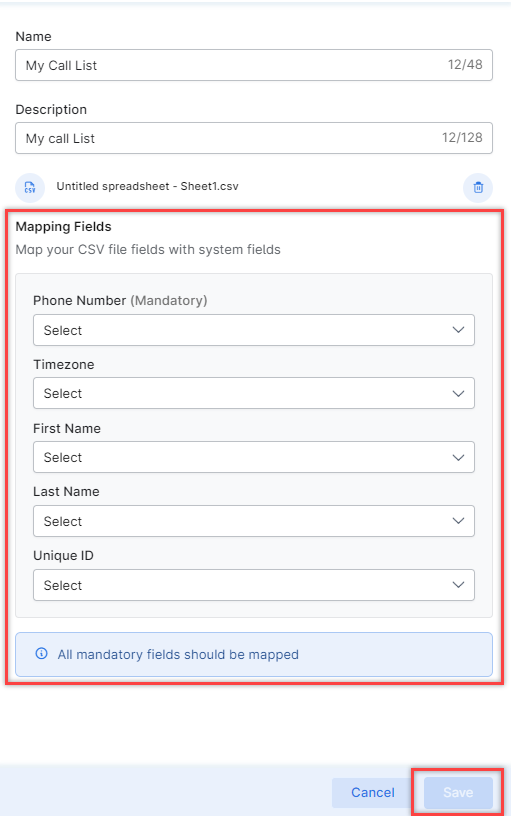 Name
My Call List 12/48
Description
My call List 12/128
CSV Untitled spreadsheet - Sheet1.csv
Mapping Fields
Map your CSV file fields with system fields
Phone Number (Mandatory)
Select
Timezone
Select
First Name
Select
Last Name
Select
Unique ID
Select
All mandatory fields should be mapped
Cancel Save